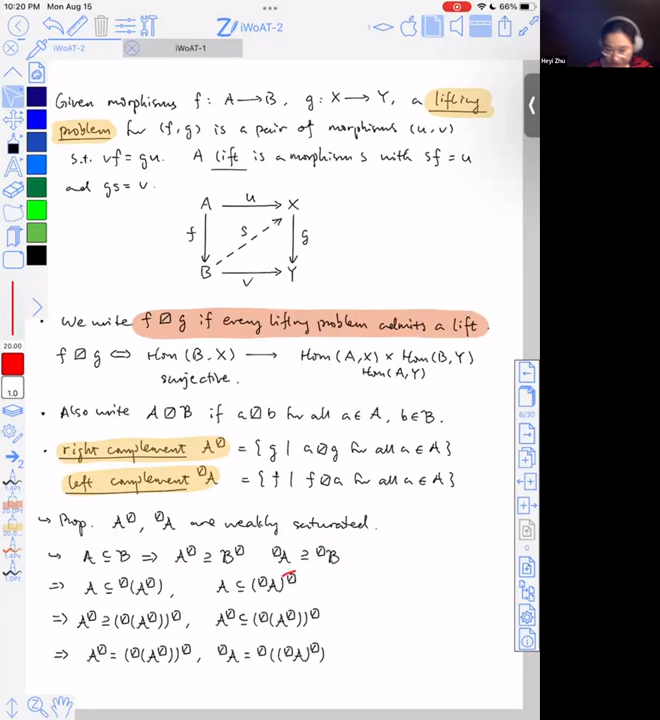 10:20 PM Mon Aug 15
66%
iWoAT-2
iWoAT-2
iWoAT-1
Heyi Zhu
Given morphisms f: A → B, g: X → Y, a lifting
problem for (f,g) is a pair of morphisms (u,v)
s.t. vf = gu. A lift is a morphism s with sf = u
and gs = v.
A u X
f s g
B v Y
• We write f ⧄ g if every lifting problem admits a lift.
f ⧄ g ⇔ Hom (B, X) ⟶ Hom (A,X) × Hom (B,Y)
surjective. Hom (A,Y)
• Also write A ⧄ B if a ⧄ b for all a ∈ A, b ∈ B.
• right complement A^⧄ = { g | a ⧄ g for all a ∈ A }
left complement ^⧄A = { f | f ⧄ a for all a ∈ A }
↳ Prop. A^⧄, ^⧄A are weakly saturated.
↳ A ⊆ B ⇒ A^⧄ ⊇ B^⧄ ^⧄A ⊇ ^⧄B
⇒ A ⊆ ^⧄(A^⧄), A ⊆ (^⧄A)^⧄
⇒ A^⧄ ⊇ (^⧄(A^⧄))^⧄, A^⧄ ⊆ (^⧄(A^⧄))^⧄
⇒ A^⧄ = (^⧄(A^⧄))^⧄, ^⧄A = ^⧄((^⧄A)^⧄)
20.00
1.0
6/30